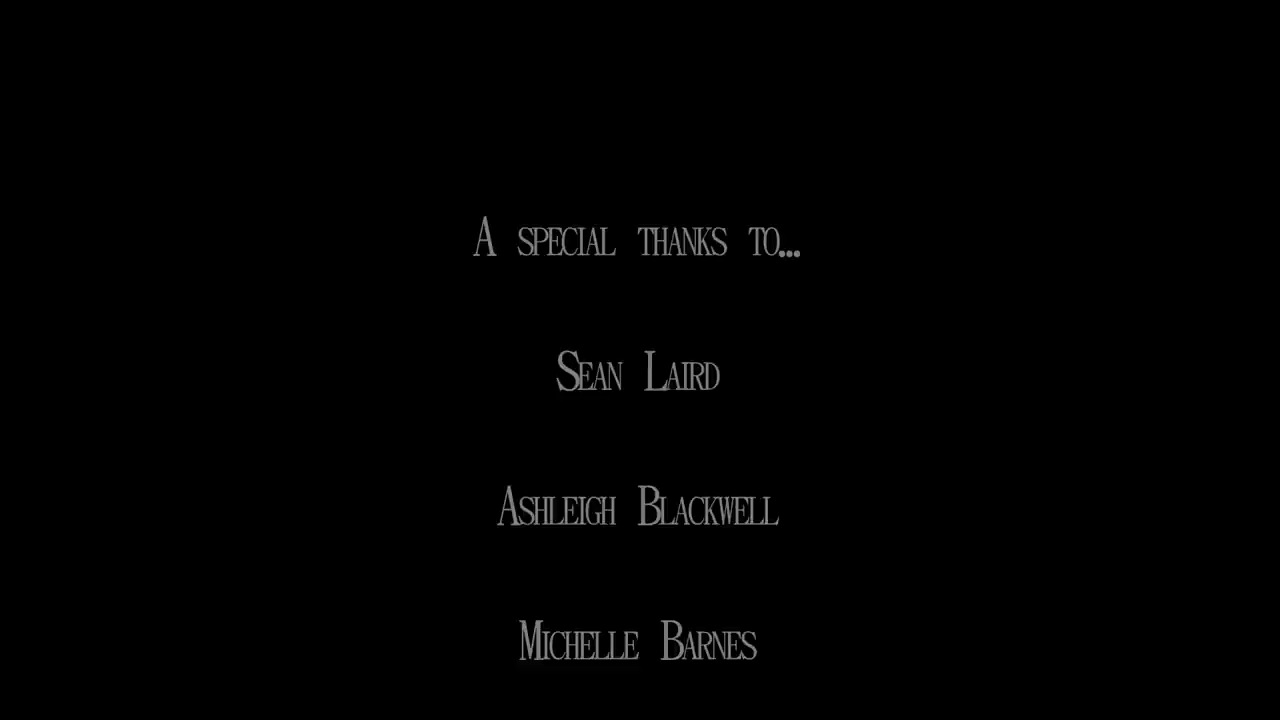 A special thanks to...
Sean Laird
Ashleigh Blackwell
Michelle Barnes